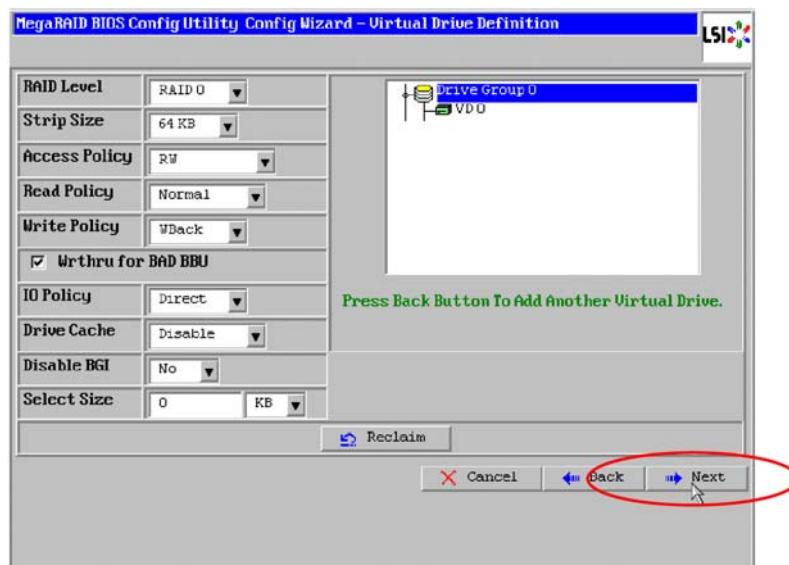 MegaRAID BIOS Config Utility Config Wizard – Virtual Drive Definition
LSI
RAID Level
RAID 0
Strip Size
64 KB
Access Policy
RW
Read Policy
Normal
Write Policy
WBack
Wrthru for BAD BBU
IO Policy
Direct
Drive Cache
Disable
Disable BGI
No
Select Size
0
KB
Drive Group 0
VD 0
Press Back Button To Add Another Virtual Drive.
Reclaim
Cancel
Back
Next